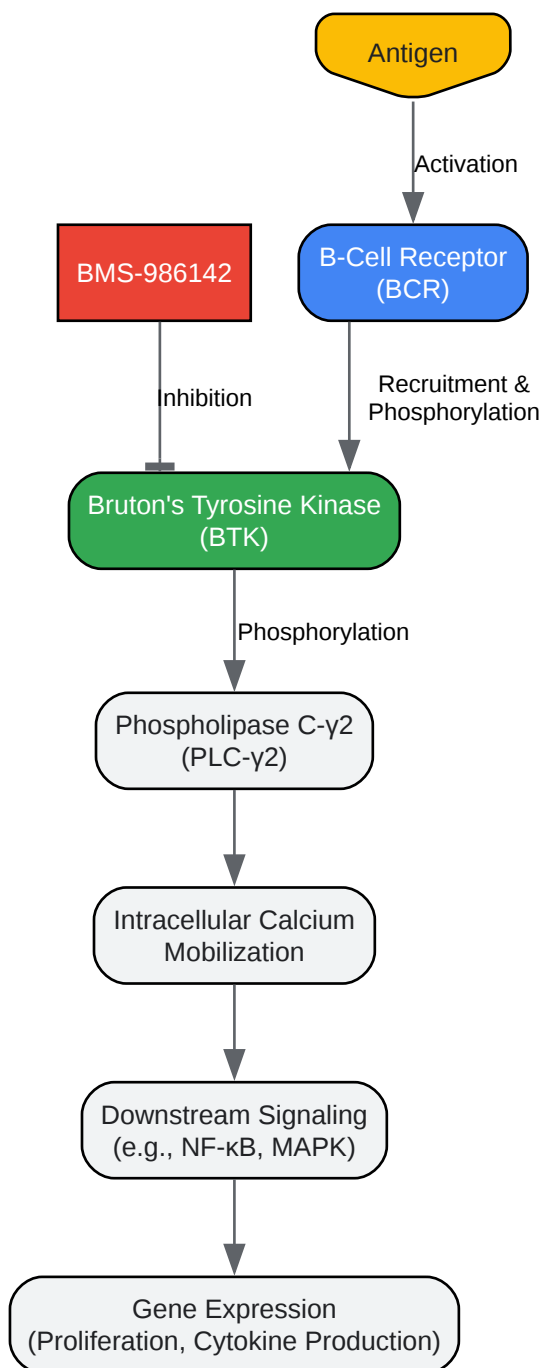 Antigen
Activation
BMS-986142
B-Cell Receptor
(BCR)
Inhibition
Recruitment &
Phosphorylation
Bruton's Tyrosine Kinase
(BTK)
Phosphorylation
Phospholipase C-γ2
(PLC-γ2)
Intracellular Calcium
Mobilization
Downstream Signaling
(e.g., NF-κB, MAPK)
Gene Expression
(Proliferation, Cytokine Production)